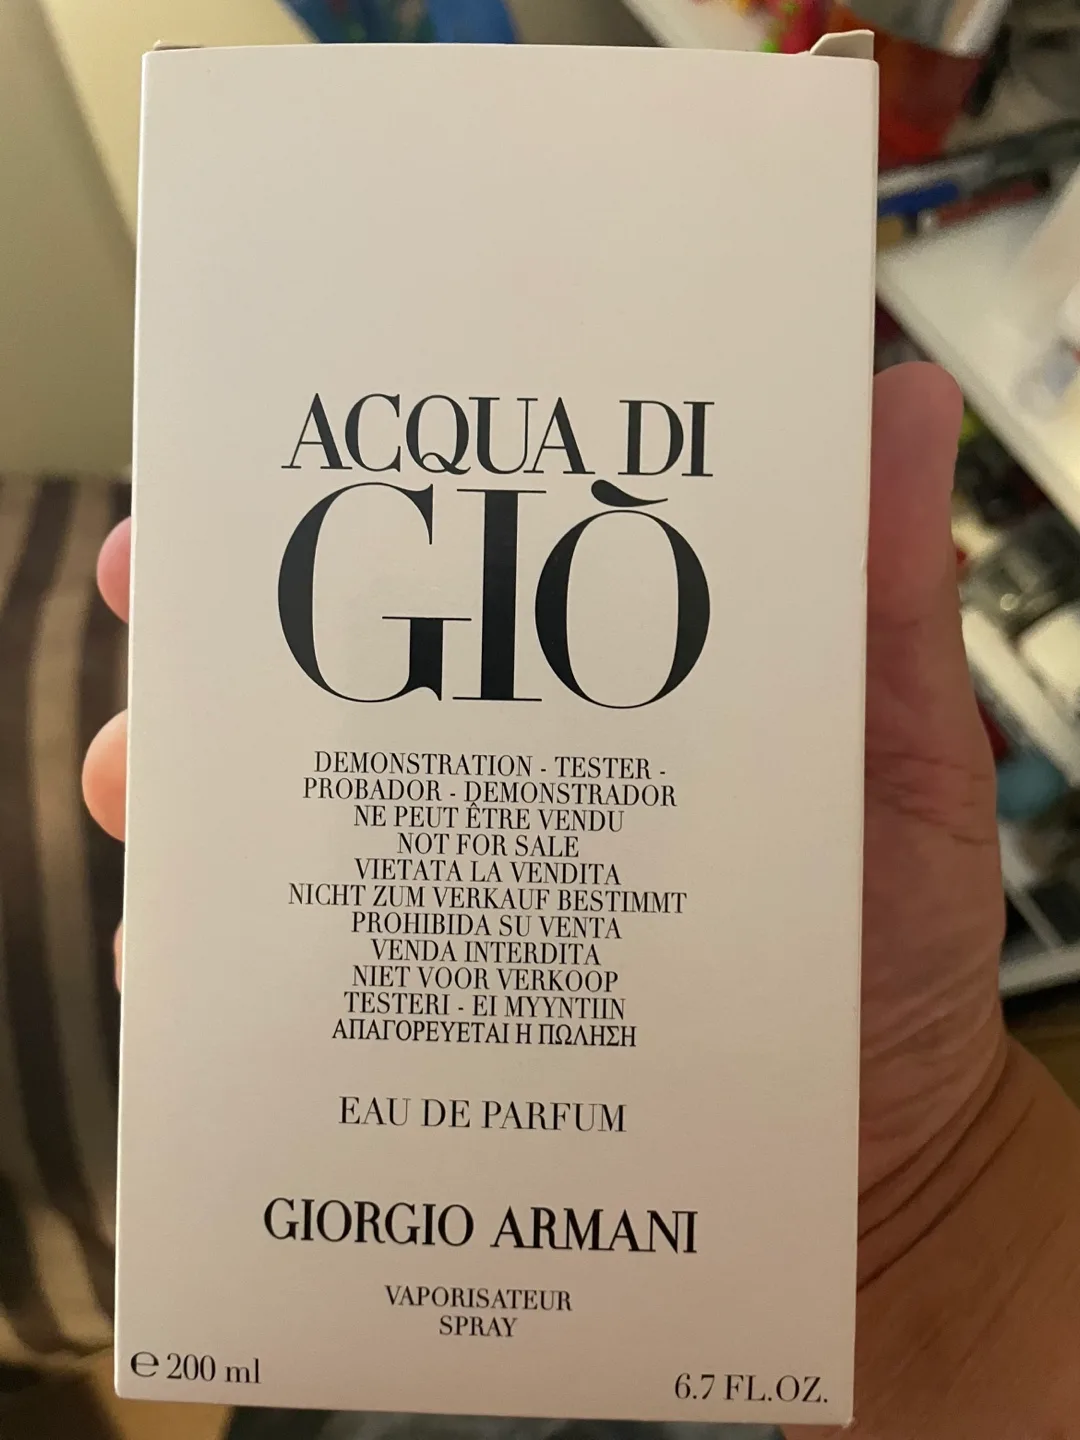 ACQUA DI
GIÒ
DEMONSTRATION - TESTER -
PROBADOR - DEMONSTRADOR
NE PEUT ÊTRE VENDU
NOT FOR SALE
VIETATA LA VENDITA
NICHT ZUM VERKAUF BESTIMMT
PROHIBIDA SU VENTA
VENDA INTERDITA
NIET VOOR VERKOOP
TESTERI - EI MYYNTIIN
ΑΠΑΓΟΡΕΥΕΤΑΙ Η ΠΩΛΗΣΗ
EAU DE PARFUM
GIORGIO ARMANI
VAPORISATEUR
SPRAY
℮ 200 ml
6.7 FL.OZ.